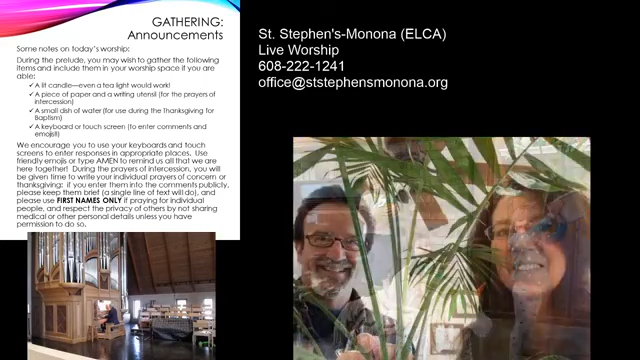 GATHERING:
Announcements
Some notes on today's worship:
During the prelude, you may wish to gather the following
items and include them in your worship space if you are
able:
✓A lit candle—even a tea light would work!
✓A piece of paper and a writing utensil (for the prayers of
intercession)
✓A small dish of water (for use during the Thanksgiving for
Baptism)
✓A keyboard or touch screen (to enter comments and
emojis!)
We encourage you to use your keyboards and touch
screens to enter responses in appropriate places. Use
friendly emojis or type AMEN to remind us all that we are
here together! During the prayers of intercession, you will
be given time to write your individual prayers of concern or
thanksgiving: if you enter them into the comments publicly,
please keep them brief (a single line of text will do), and
please use FIRST NAMES ONLY if praying for individual
people, and respect the privacy of others by not sharing
medical or other personal details unless you have
permission to do so.
St. Stephen's-Monona (ELCA)
Live Worship
608-222-1241
office@ststephensmonona.org